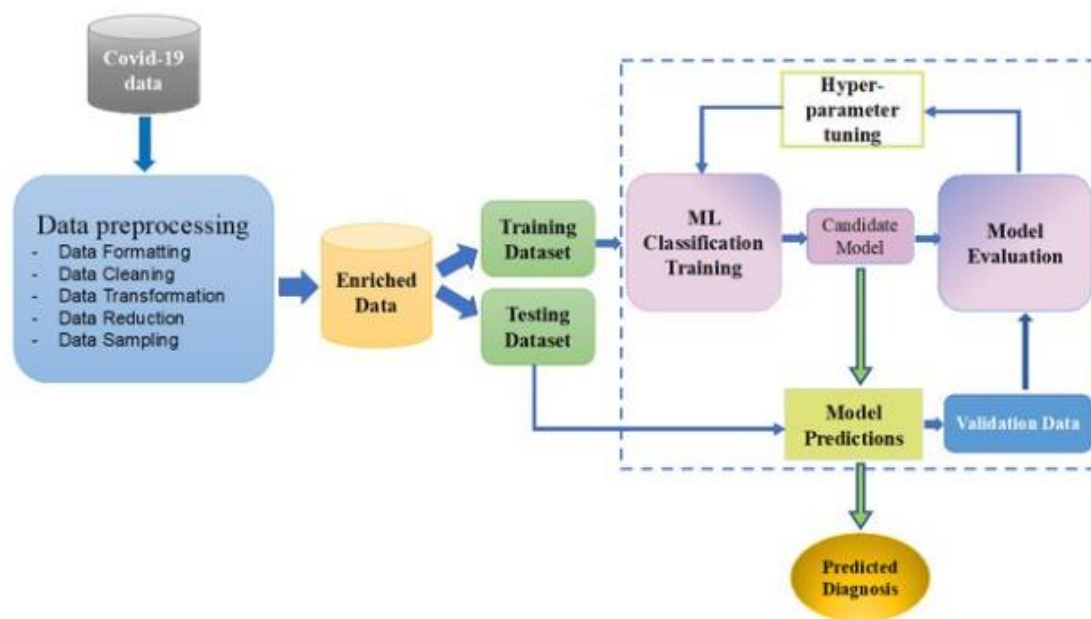 Covid-19
data
Data preprocessing
- Data Formatting
- Data Cleaning
- Data Transformation
- Data Reduction
- Data Sampling
Enriched
Data
Training
Dataset
Testing
Dataset
Hyper-
parameter
tuning
ML
Classification
Training
Candidate
Model
Model
Evaluation
Model
Predictions
Validation Data
Predicted
Diagnosis